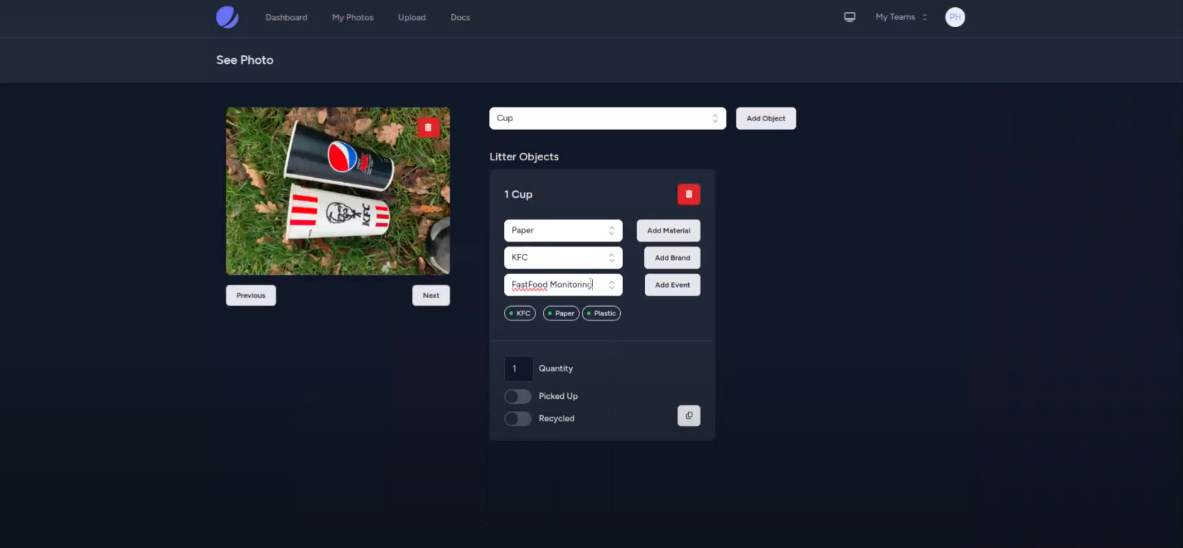 Dashboard My Photos Upload Docs My Teams PH
See Photo
Cup Add Object
Litter Objects
1 Cup
Paper Add Material
KFC Add Brand
FastFood Monitoring Add Event
KFC Paper Plastic
1 Quantity
Picked Up
Recycled
KFC
Previous Next